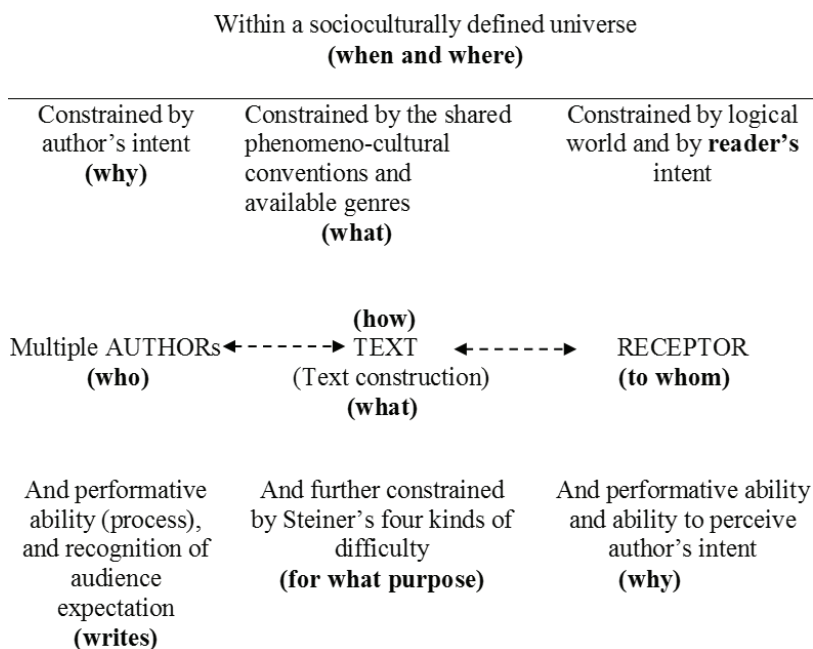 Within a socioculturally defined universe
(when and where)
Constrained by
author’s intent
(why)
Constrained by the shared
phenomeno-cultural
conventions and
available genres
(what)
Constrained by logical
world and by reader’s
intent
(how)
Multiple AUTHORs
(who)
TEXT
(Text construction)
(what)
RECEPTOR
(to whom)
And performative
ability (process),
and recognition of
audience
expectation
(writes)
And further constrained
by Steiner’s four kinds of
difficulty
(for what purpose)
And performative ability
and ability to perceive
author’s intent
(why)